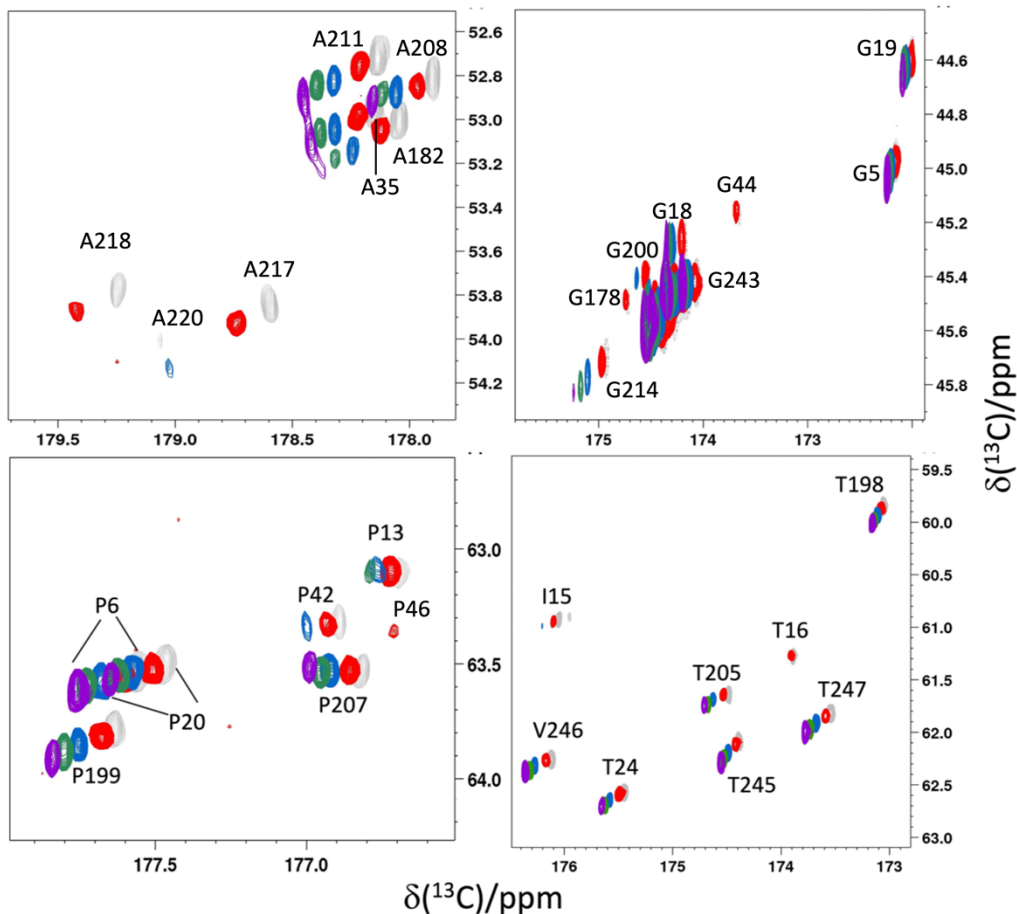 A211
A208
A182
A35
A218
A217
A220
52.6
52.8
53.0
53.2
53.4
53.6
53.8
54.0
54.2
179.5
179.0
178.5
178.0
G19
G5
G44
G18
G200
G178
G243
G214
44.6
44.8
45.0
45.2
45.4
45.6
45.8
175
174
173
P13
P42
P46
P6
P20
P207
P199
63.0
63.5
64.0
177.5
177.0
T198
I15
T16
T205
T247
V246
T24
T245
59.5
60.0
60.5
61.0
61.5
62.0
62.5
63.0
176
175
174
173
δ(¹³C)/ppm
δ(¹³C)/ppm